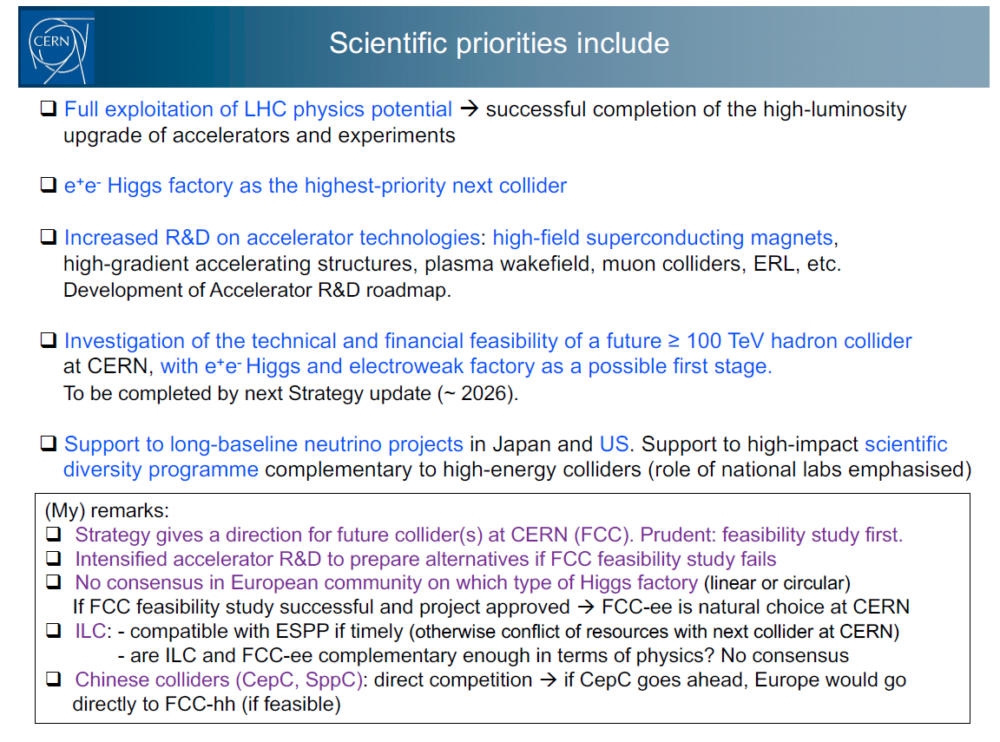 CERN
Scientific priorities include
❑ Full exploitation of LHC physics potential → successful completion of the high-luminosity
upgrade of accelerators and experiments
❑ e⁺e⁻ Higgs factory as the highest-priority next collider
❑ Increased R&D on accelerator technologies: high-field superconducting magnets,
high-gradient accelerating structures, plasma wakefield, muon colliders, ERL, etc.
Development of Accelerator R&D roadmap.
❑ Investigation of the technical and financial feasibility of a future ≥ 100 TeV hadron collider
at CERN, with e⁺e⁻ Higgs and electroweak factory as a possible first stage.
To be completed by next Strategy update (~ 2026).
❑ Support to long-baseline neutrino projects in Japan and US. Support to high-impact scientific
diversity programme complementary to high-energy colliders (role of national labs emphasised)
(My) remarks:
❑ Strategy gives a direction for future collider(s) at CERN (FCC). Prudent: feasibility study first.
❑ Intensified accelerator R&D to prepare alternatives if FCC feasibility study fails
❑ No consensus in European community on which type of Higgs factory (linear or circular)
If FCC feasibility study successful and project approved → FCC-ee is natural choice at CERN
❑ ILC: - compatible with ESPP if timely (otherwise conflict of resources with next collider at CERN)
- are ILC and FCC-ee complementary enough in terms of physics? No consensus
❑ Chinese colliders (CepC, SppC): direct competition → if CepC goes ahead, Europe would go
directly to FCC-hh (if feasible)